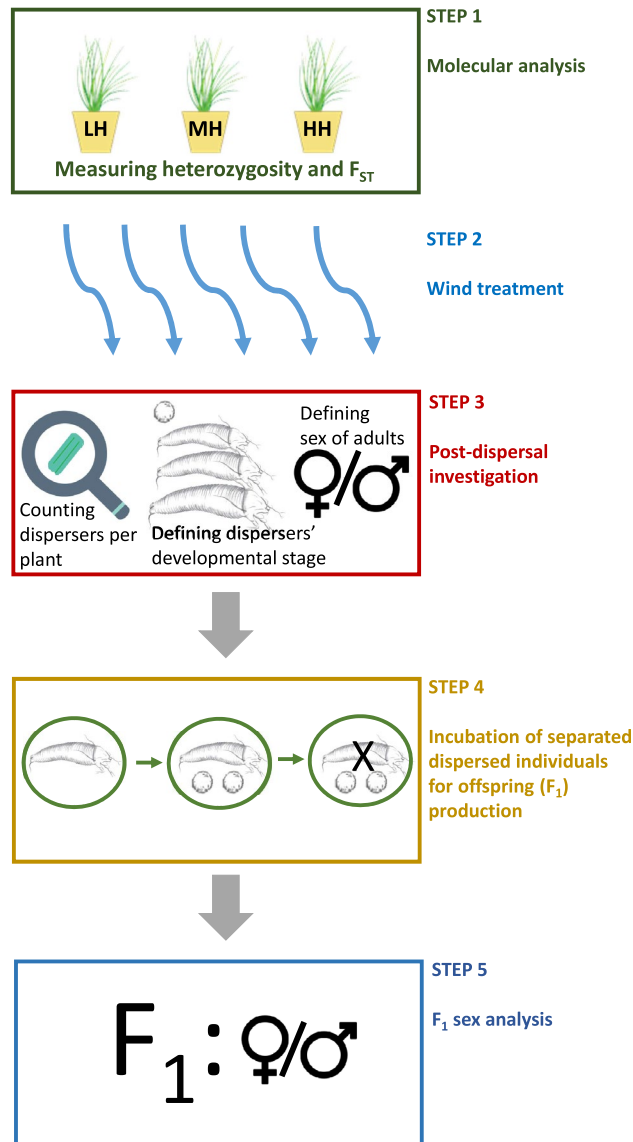 STEP 1
Molecular analysis
LH MH HH
Measuring heterozygosity and F_ST
STEP 2
Wind treatment
STEP 3
Post-dispersal
investigation
Counting
dispersers per
plant
Defining dispersers’
developmental stage
Defining
sex of adults
♀/♂
STEP 4
Incubation of separated
dispersed individuals
for offspring (F₁)
production
X
STEP 5
F₁ sex analysis
F₁: ♀/♂